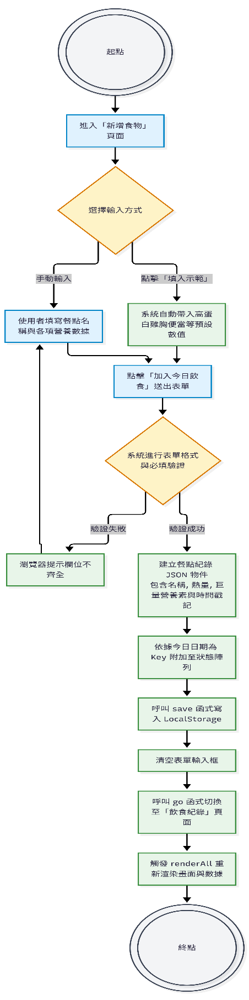 起點
進入「新增食物」
頁面
選擇輸入方式
手動輸入
點擊「填入示範」
使用者填寫餐點名
稱與各項營養數據
系統自動帶入高蛋
白雞胸便當等預設
數值
點擊「加入今日飲
食」送出表單
系統進行表單格式
與必填驗證
驗證失敗
驗證成功
瀏覽器提示欄位不
齊全
建立餐點紀錄
JSON 物件
包含名稱, 熱量, 巨
量營養素與時間戳
記
依據今日日期為
Key 附加至狀態陣
列
呼叫 save 函式寫
入 LocalStorage
清空表單輸入框
呼叫 go 函式切換
至「飲食紀錄」頁
面
觸發 renderAll 重
新渲染畫面與數據
終點